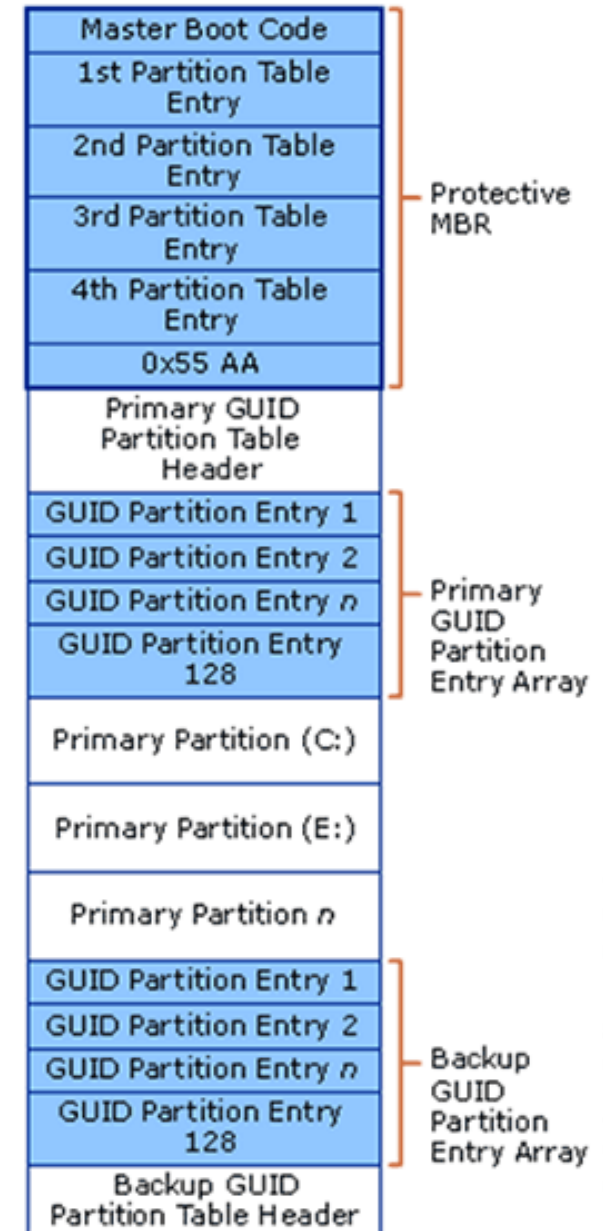 Master Boot Code
1st Partition Table
Entry
2nd Partition Table
Entry
3rd Partition Table
Entry
4th Partition Table
Entry
0x55 AA
Protective
MBR
Primary GUID
Partition Table
Header
GUID Partition Entry 1
GUID Partition Entry 2
GUID Partition Entry n
GUID Partition Entry
128
Primary
GUID
Partition
Entry Array
Primary Partition (C:)
Primary Partition (E:)
Primary Partition n
GUID Partition Entry 1
GUID Partition Entry 2
GUID Partition Entry n
GUID Partition Entry
128
Backup
GUID
Partition
Entry Array
Backup GUID
Partition Table Header